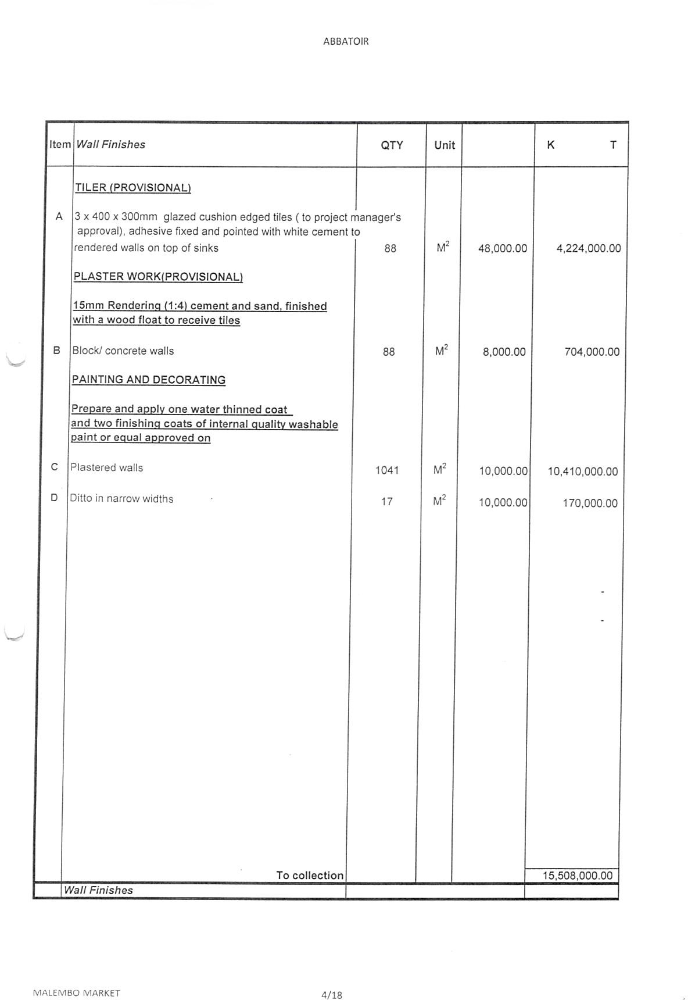 ABBATOIR
Item Wall Finishes QTY Unit K T
TILER (PROVISIONAL)
A 3 x 400 x 300mm glazed cushion edged tiles ( to project manager's
approval), adhesive fixed and pointed with white cement to
rendered walls on top of sinks 88 M² 48,000.00 4,224,000.00
PLASTER WORK(PROVISIONAL)
15mm Rendering (1:4) cement and sand, finished
with a wood float to receive tiles
B Block/ concrete walls 88 M² 8,000.00 704,000.00
PAINTING AND DECORATING
Prepare and apply one water thinned coat
and two finishing coats of internal quality washable
paint or equal approved on
C Plastered walls 1041 M² 10,000.00 10,410,000.00
D Ditto in narrow widths 17 M² 10,000.00 170,000.00
-
-
To collection 15,508,000.00
Wall Finishes
MALEMBO MARKET 4/18